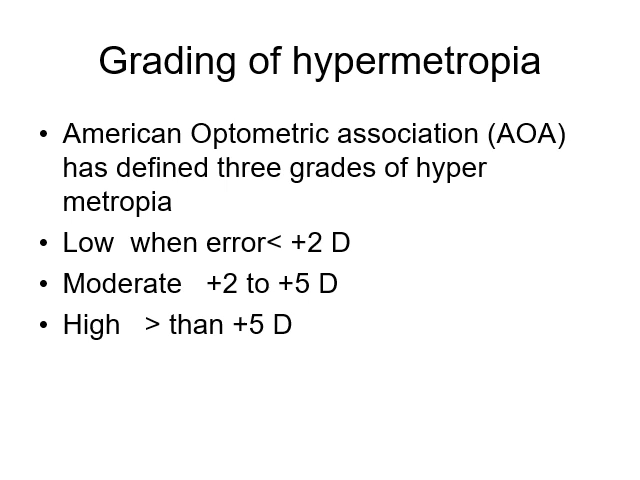 Grading of hypermetropia
• American Optometric association (AOA)
has defined three grades of hyper
metropia
• Low  when error< +2 D
• Moderate   +2 to +5 D
• High   > than +5 D